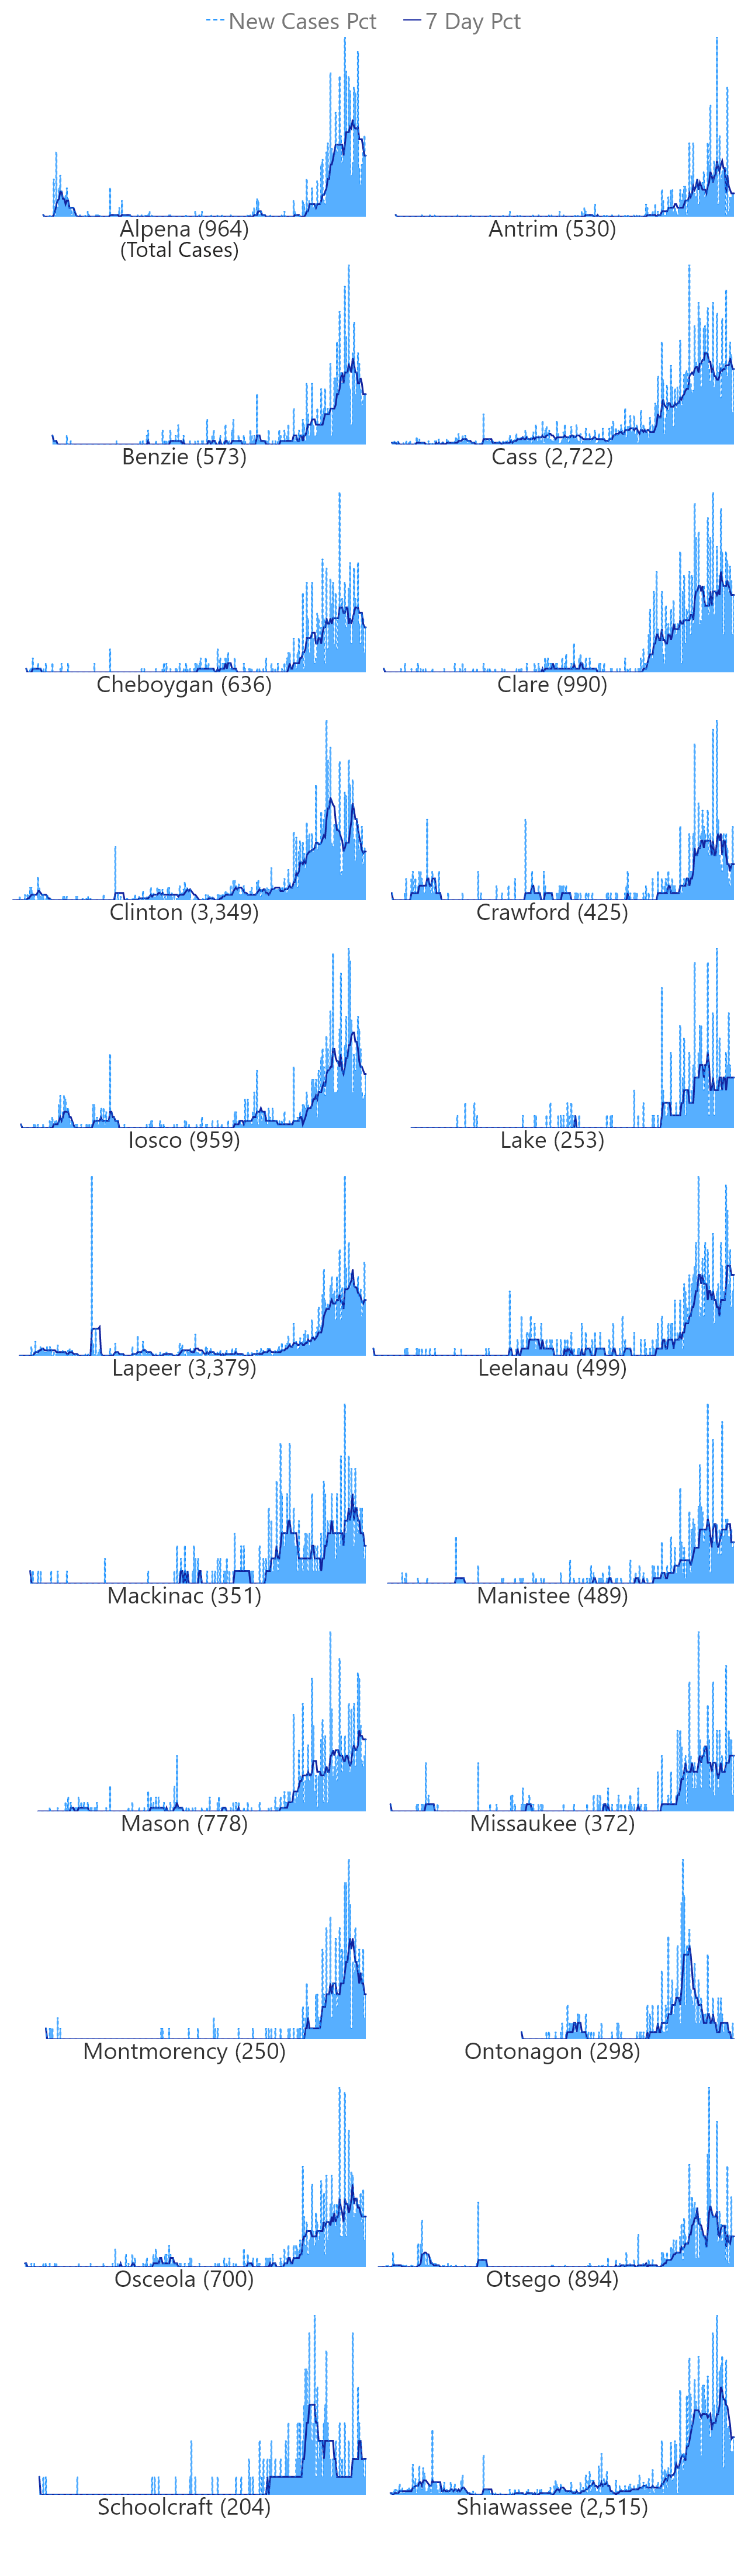 New Cases Pct 7 Day Pct
Alpena (964)
(Total Cases)
Antrim (530)
Benzie (573)
Cass (2,722)
Cheboygan (636)
Clare (990)
Clinton (3,349)
Crawford (425)
Iosco (959)
Lake (253)
Lapeer (3,379)
Leelanau (499)
Mackinac (351)
Manistee (489)
Mason (778)
Missaukee (372)
Montmorency (250)
Ontonagon (298)
Osceola (700)
Otsego (894)
Schoolcraft (204)
Shiawassee (2,515)